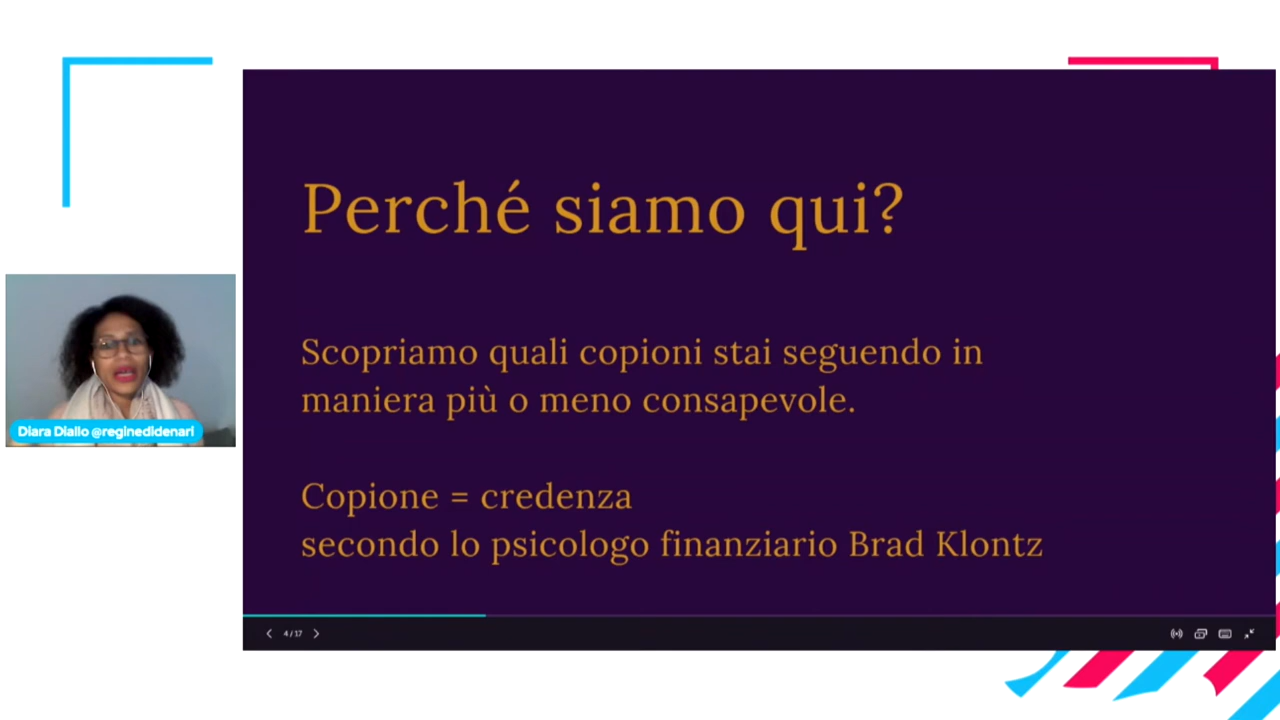 Perché siamo qui?
Scopriamo quali copioni stai seguendo in
maniera più o meno consapevole.
Copione = credenza
secondo lo psicologo finanziario Brad Klontz
Diara Diallo @reginedidenari
4/17